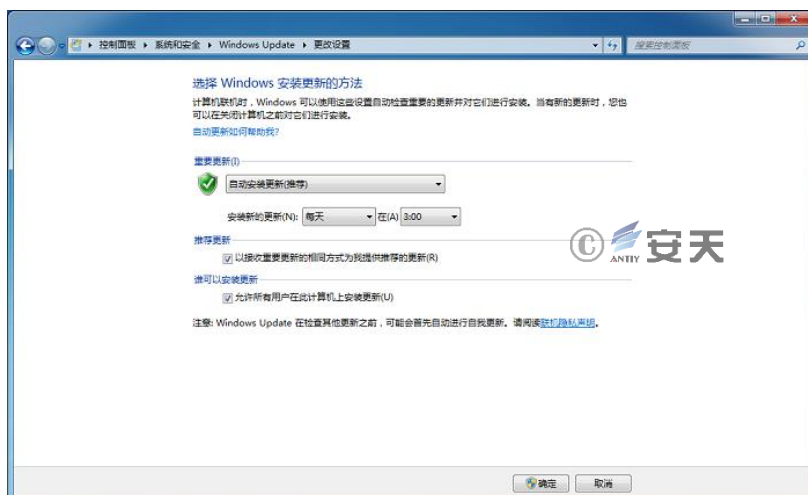 控制面板 ▸ 系统和安全 ▸ Windows Update ▸ 更改设置
搜索控制面板
选择 Windows 安装更新的方法
计算机联机时，Windows 可以使用这些设置自动检查重要的更新并对它们进行安装。当有新的更新时，您也
可以在关闭计算机之前对它们进行安装。
自动更新如何帮助我?
重要更新(I)
自动安装更新(推荐)
安装新的更新(N): 每天 在(A) 3:00
推荐更新
以接收重要更新的相同方式为我提供推荐的更新(R)
谁可以安装更新
允许所有用户在此计算机上安装更新(U)
注意: Windows Update 在检查其他更新之前，可能会首先自动进行自我更新。请阅读联机隐私声明。
© ANTIY 安天
确定 取消